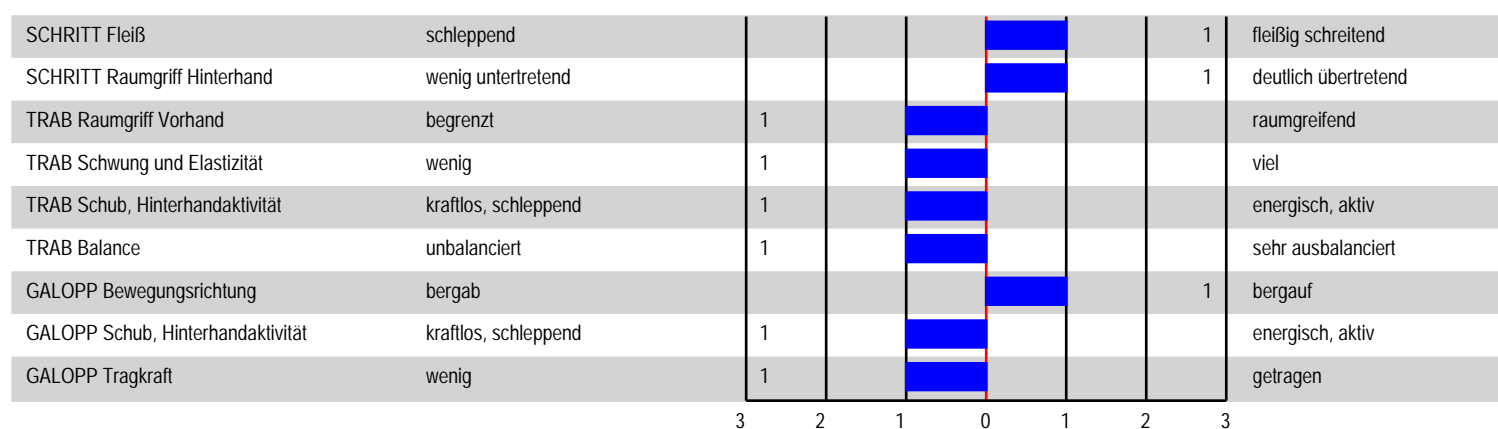 SCHRITT Fleiß schleppend 1 fleißig schreitend
SCHRITT Raumgriff Hinterhand wenig untertretend 1 deutlich übertretend
TRAB Raumgriff Vorhand begrenzt 1 raumgreifend
TRAB Schwung und Elastizität wenig 1 viel
TRAB Schub, Hinterhandaktivität kraftlos, schleppend 1 energisch, aktiv
TRAB Balance unbalanciert 1 sehr ausbalanciert
GALOPP Bewegungsrichtung bergab 1 bergauf
GALOPP Schub, Hinterhandaktivität kraftlos, schleppend 1 energisch, aktiv
GALOPP Tragkraft wenig 1 getragen
3 2 1 0 1 2 3